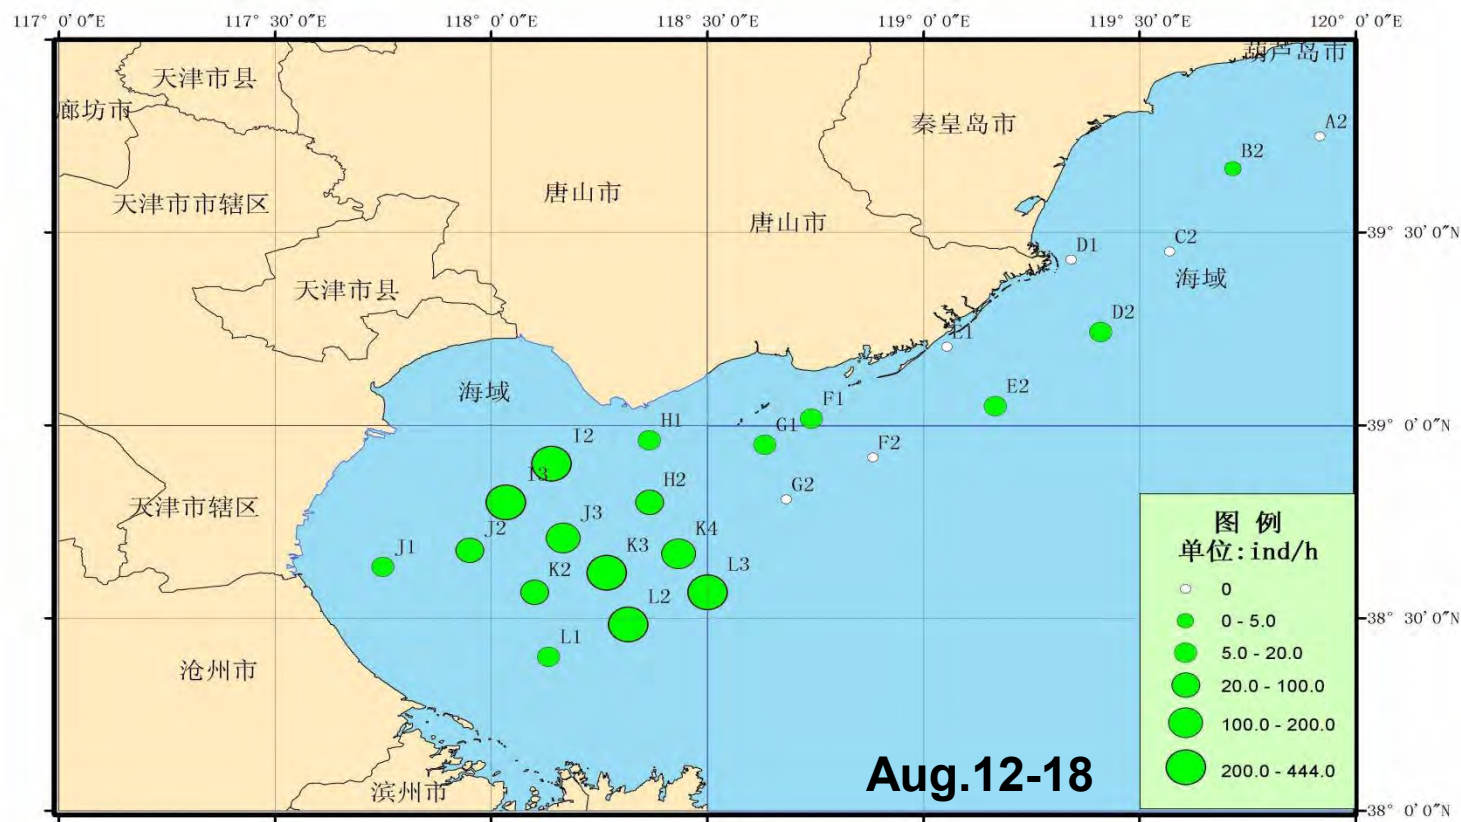 117° 0′ 0″E 117° 30′ 0″E 118° 0′ 0″E 118° 30′ 0″E 119° 0′ 0″E 119° 30′ 0″E 120° 0′ 0″E
葫芦岛市
天津市县
廊坊市
秦皇岛市
A2
B2
天津市市辖区
唐山市
唐山市
39° 30′ 0″N
D1
C2
海域
天津市县
D2
E1
海域
E2
F1
H1
G1
39° 0′ 0″N
I2
F2
I3
H2
G2
天津市辖区
J3
J2
K4
J1
K3
K2
L3
L2
L1
38° 30′ 0″N
沧州市
滨州市
图 例
单位:ind/h
0
0 - 5.0
5.0 - 20.0
20.0 - 100.0
100.0 - 200.0
200.0 - 444.0
Aug.12-18
38° 0′ 0″N